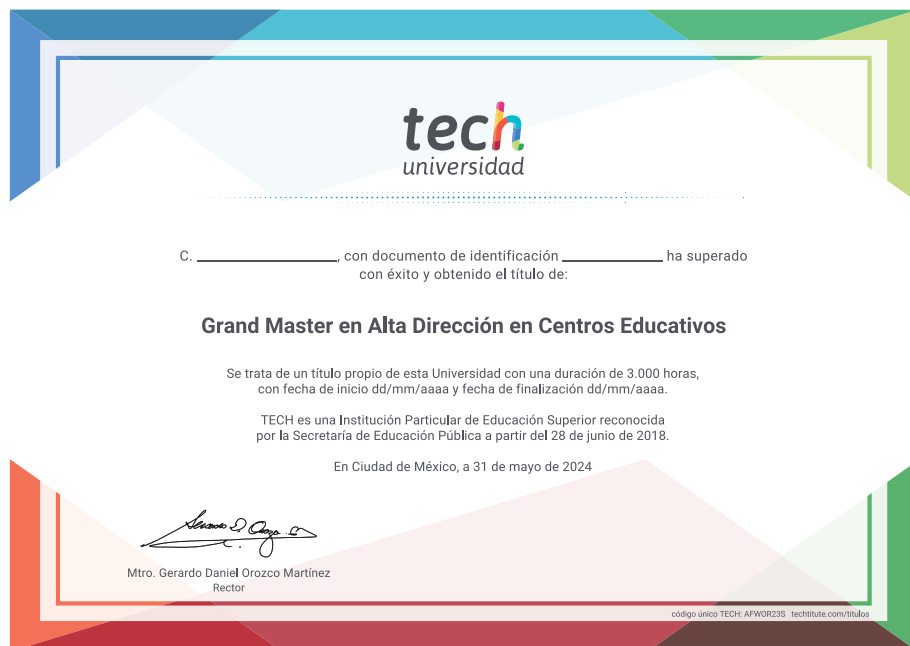 tech
universidad
C. ____________, con documento de identificación ____________ ha superado
con éxito y obtenido el título de:
Grand Master en Alta Dirección en Centros Educativos
Se trata de un título propio de esta Universidad con una duración de 3.000 horas,
con fecha de inicio dd/mm/aaaa y fecha de finalización dd/mm/aaaa.
TECH es una Institución Particular de Educación Superior reconocida
por la Secretaría de Educación Pública a partir del 28 de junio de 2018.
En Ciudad de México, a 31 de mayo de 2024
Mtro. Gerardo Daniel Orozco Martínez
Rector
código único TECH: AFWOR23S techtitute.com/titulos